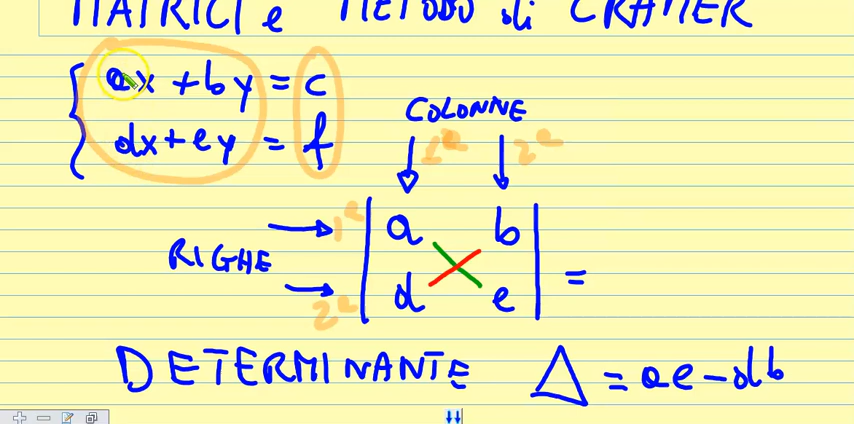 MATRICI e METODO di CRAMER
ax + by = c
dx + ey = f
COLONNE
1ª 2ª
RIGHE
1ª
2ª
a b
d e
=
DETERMINANTE Δ = ae - db